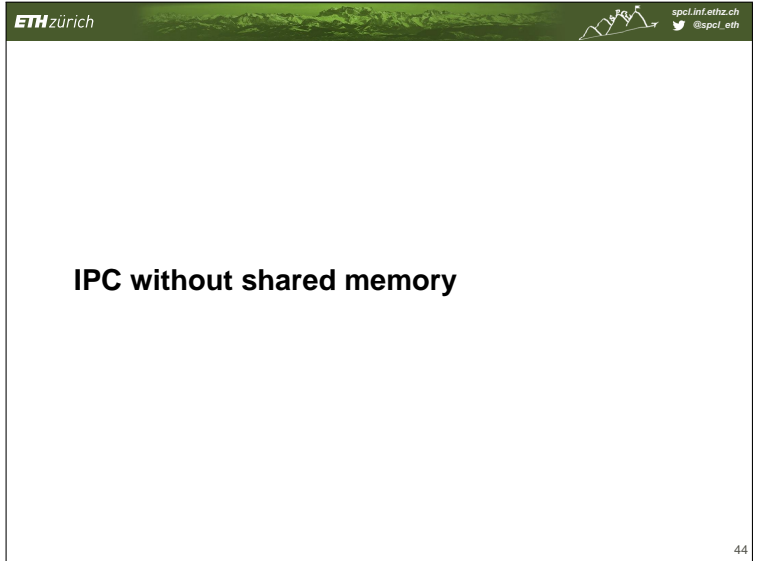 ETH zürich
spcl.inf.ethz.ch
@spcl_eth
IPC without shared memory
44